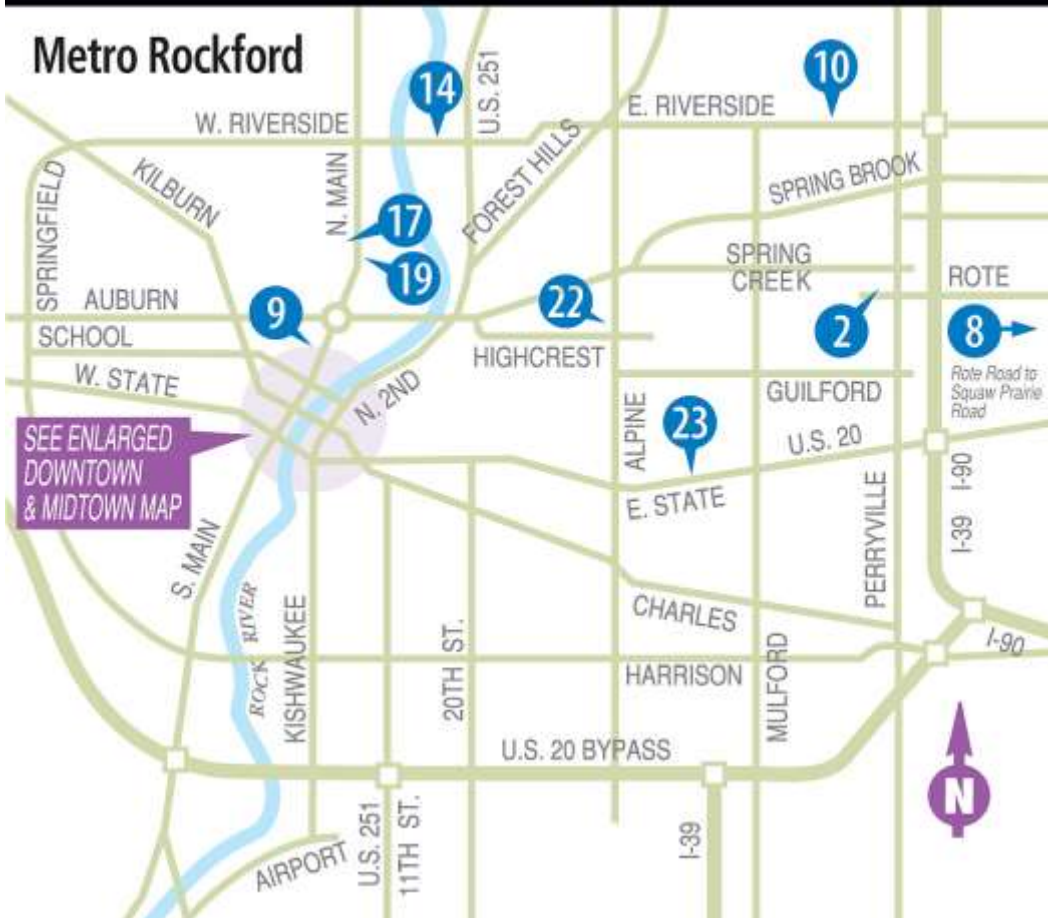 Metro Rockford
10
14
U.S. 251
E. RIVERSIDE
W. RIVERSIDE
KILBURN
N. MAIN
FOREST HILLS
SPRING BROOK
SPRINGFIELD
17
19
SPRING
CREEK
ROTE
AUBURN
9
22
2
8
SCHOOL
HIGHCREST
W. STATE
N. 2ND
GUILFORD
Rote Road to
Squaw Prairie
Road
SEE ENLARGED
DOWNTOWN
& MIDTOWN MAP
ALPINE
23
U.S. 20
E. STATE
I-90
I-39
PERRYVILLE
S. MAIN
ROCK RIVER
KISHWAUKEE
20TH ST.
CHARLES
HARRISON
MULFORD
I-90
U.S. 20 BYPASS
N
AIRPORT
U.S. 251
11TH ST.
I-39